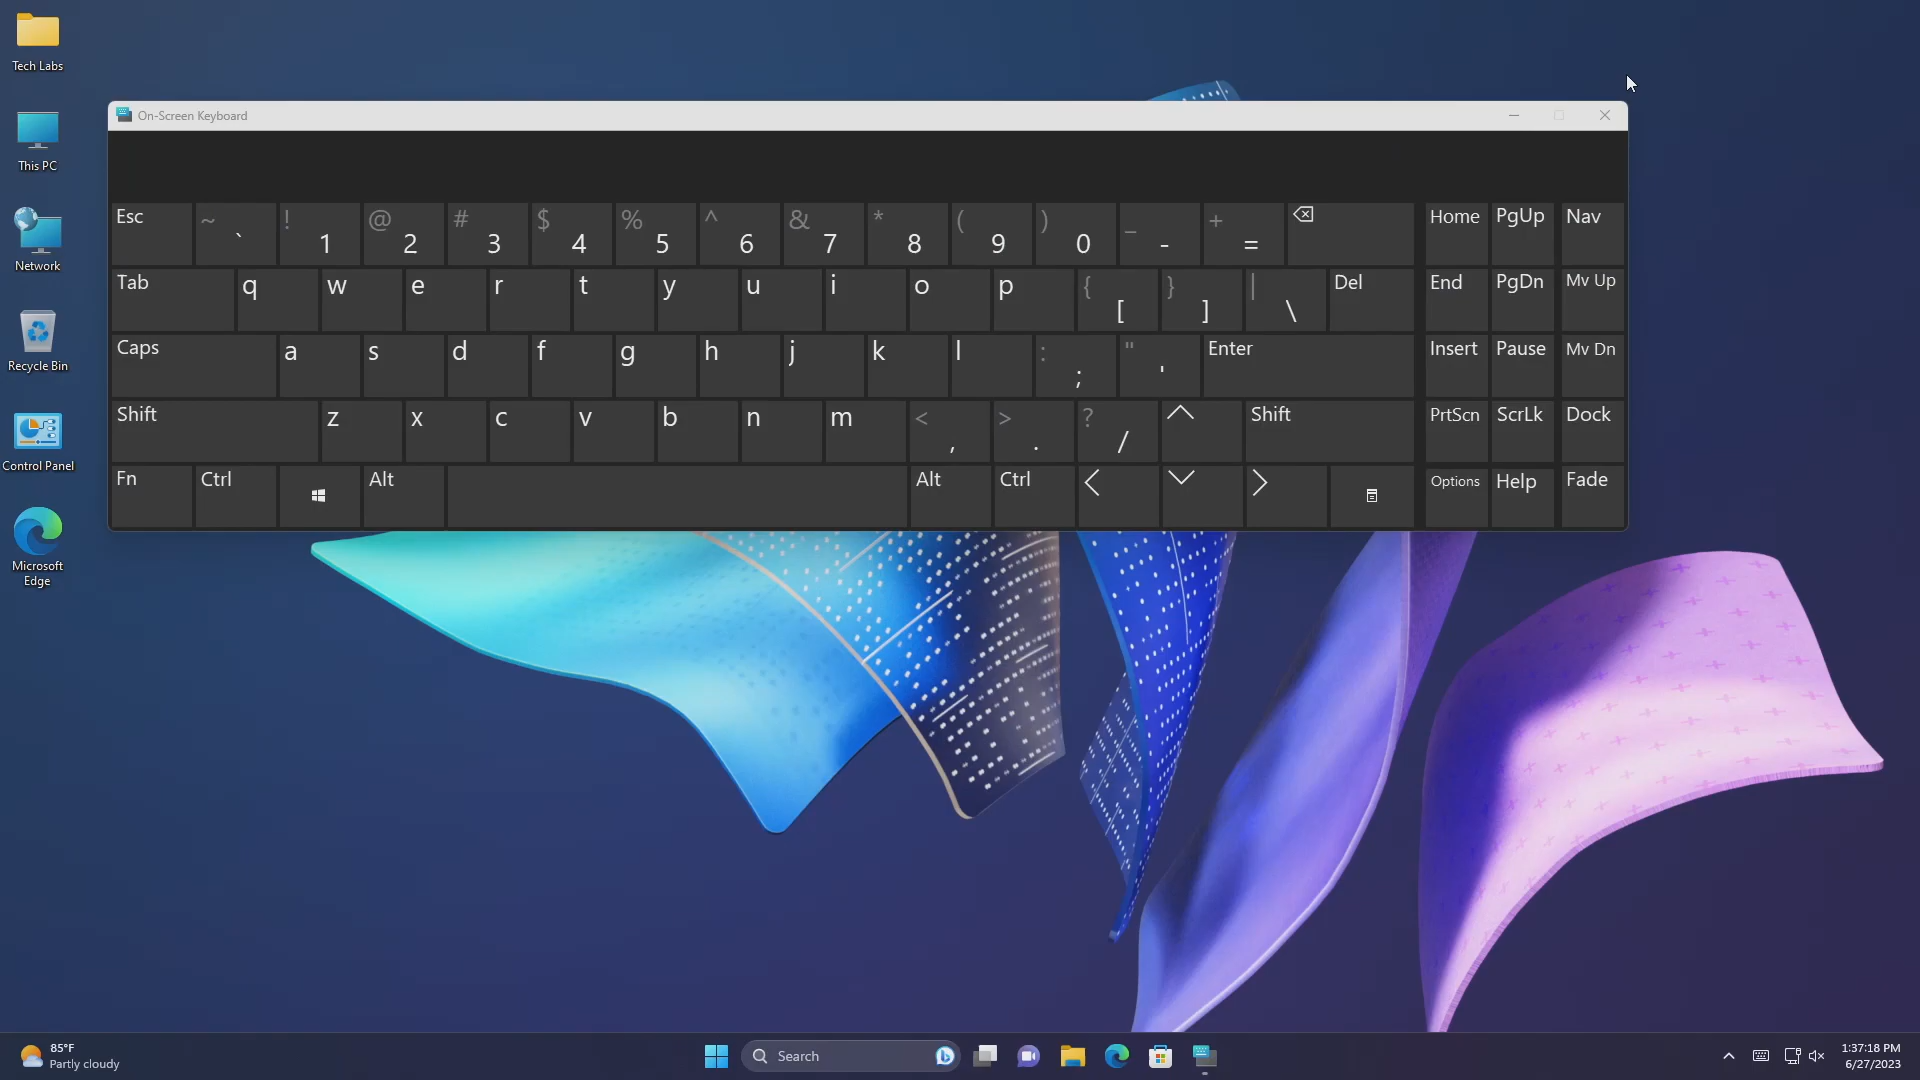 Tech Labs
This PC
Network
Recycle Bin
Control Panel
Microsoft
Edge
On-Screen Keyboard
Esc ~ ` ! 1 @ 2 # 3 $ 4 % 5 ^ 6 & 7 * 8 ( 9 ) 0 _ - + = Home PgUp Nav
Tab q w e r t y u i o p { [ } ] | \ Del End PgDn Mv Up
Caps a s d f g h j k l : ; " ' Enter Insert Pause Mv Dn
Shift z x c v b n m < , > . ? / Shift PrtScn ScrLk Dock
Fn Ctrl Alt Alt Ctrl Options Help Fade
85°F
Partly cloudy
Search
1:37:18 PM
6/27/2023